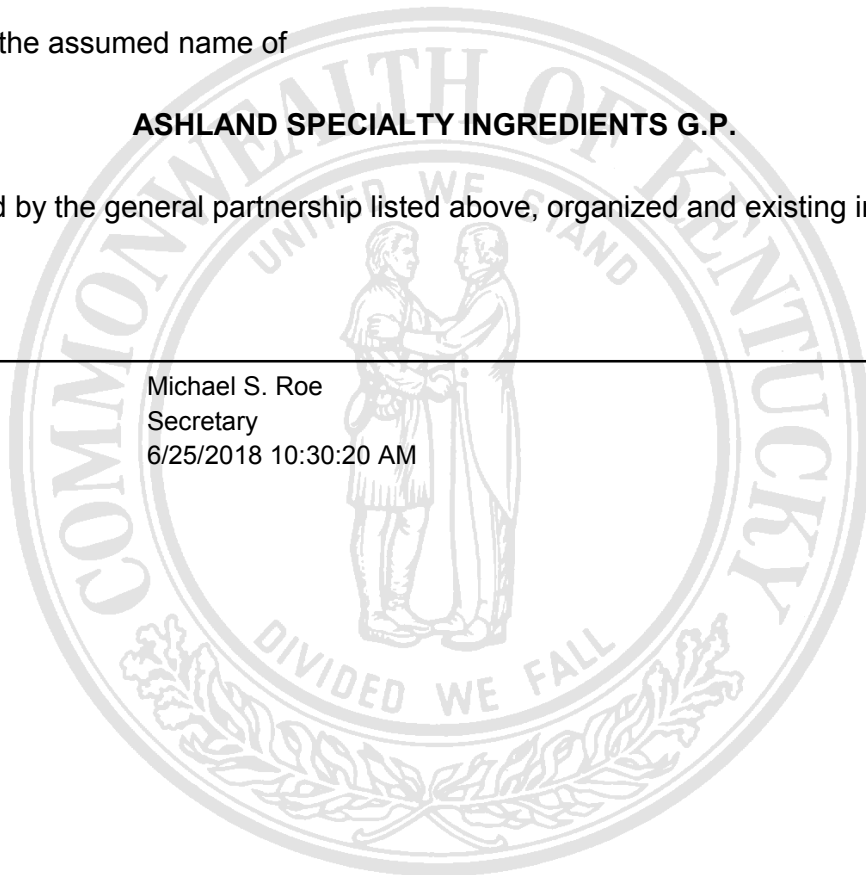 the assumed name of
ASHLAND SPECIALTY INGREDIENTS G.P.
by the general partnership listed above, organized and existing
Michael S. Roe
Secretary
6/25/2018 10:30:20 AM
COMMONWEALTH OF KENTUCKY
UNITED WE STAND
DIVIDED WE FALL